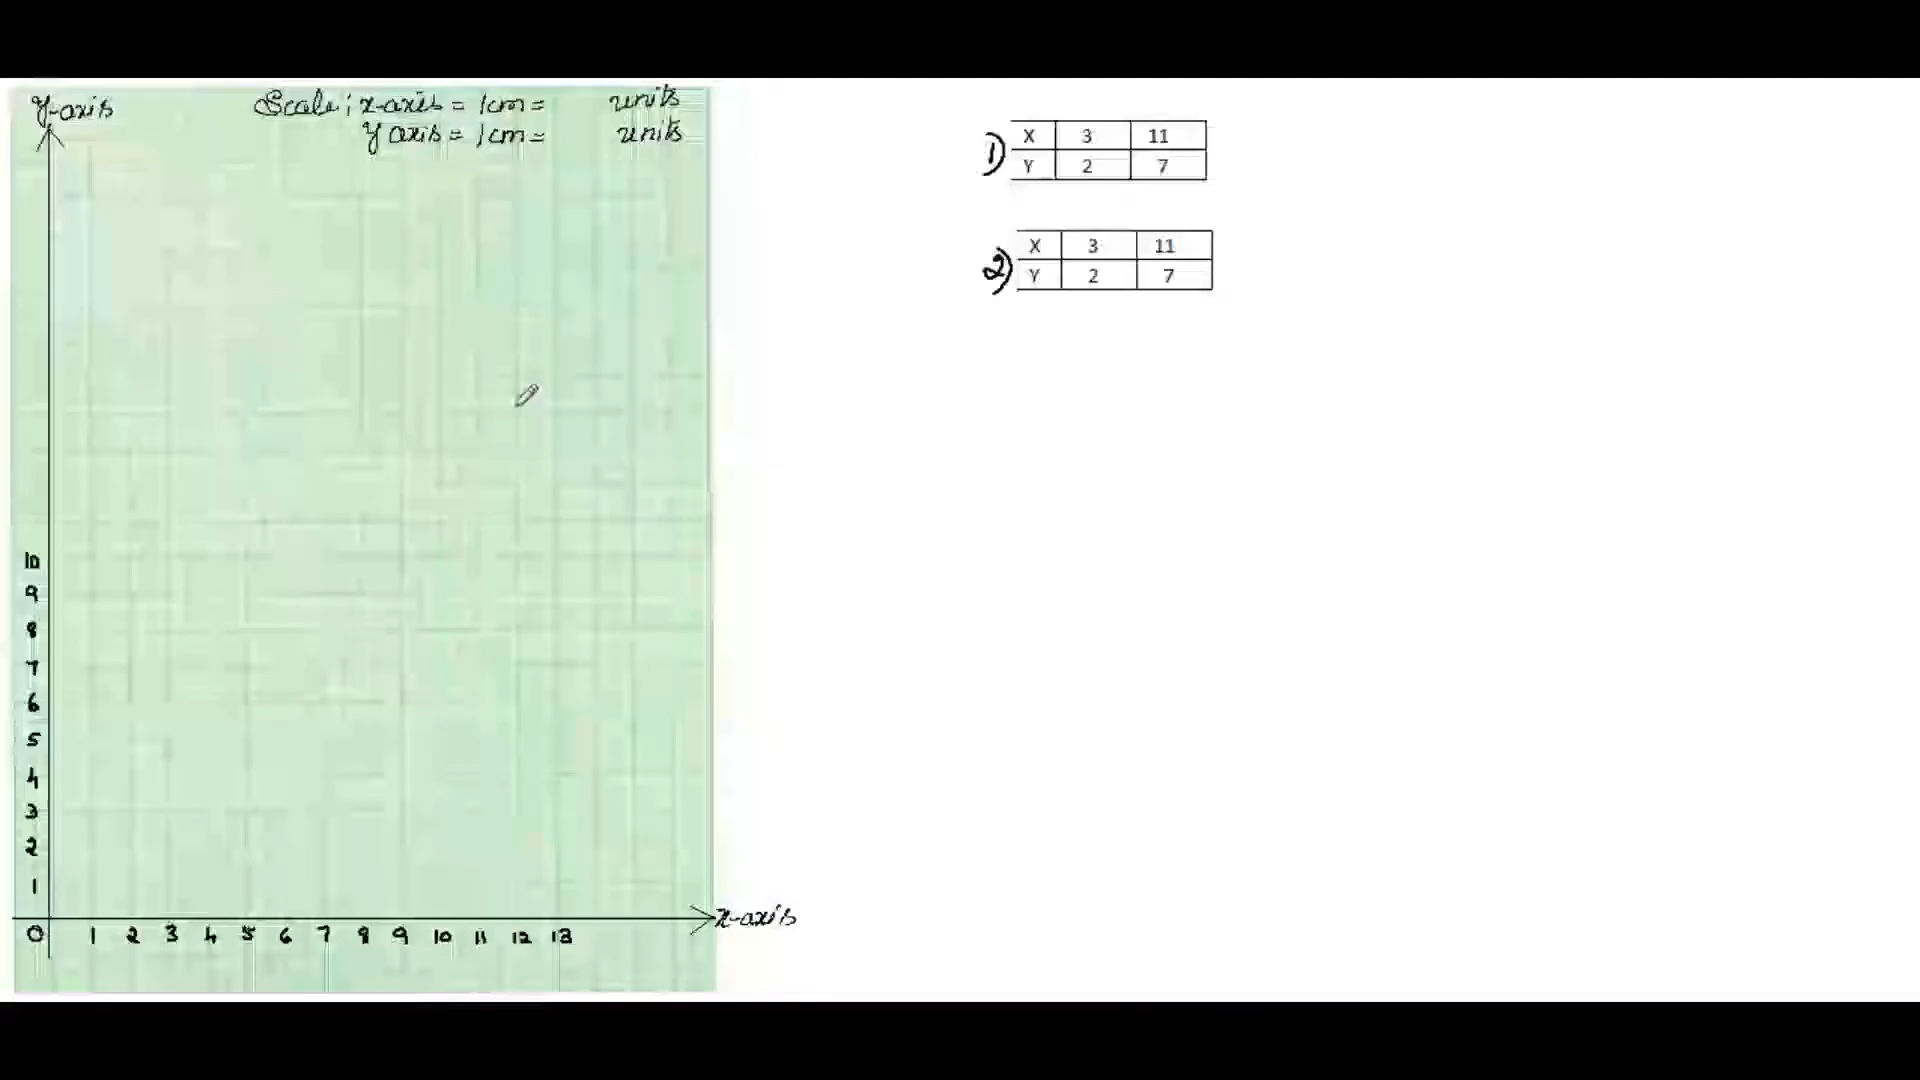 Y-axis
Scale; x-axis = 1cm = units
Y axis = 1cm = units
1)
X 3 11
Y 2 7
2)
X 3 11
Y 2 7
10
9
8
7
6
5
4
3
2
1
0 1 2 3 4 5 6 7 8 9 10 11 12 13
x-axis